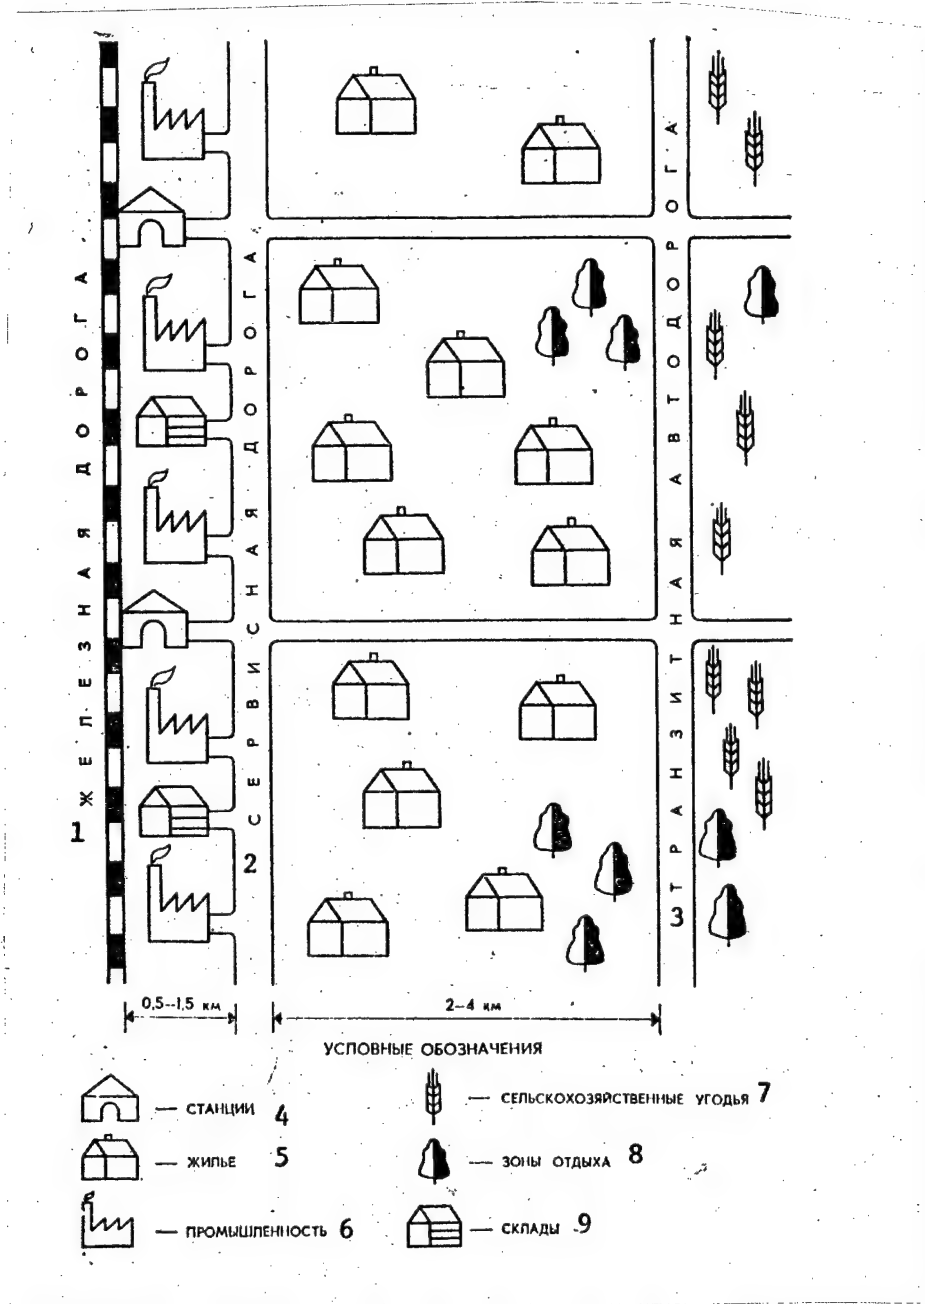 ЖЕЛЕЗНАЯ ДОРОГА
1
СЕРВИСНАЯ ДОРОГА
2
ТРАНЗИТНАЯ АВТОДОРОГА
3
0,5–1,5 км
2–4 км
УСЛОВНЫЕ ОБОЗНАЧЕНИЯ
— СТАНЦИИ 4
— ЖИЛЬЕ 5
— ПРОМЫШЛЕННОСТЬ 6
— СЕЛЬСКОХОЗЯЙСТВЕННЫЕ УГОДЬЯ 7
— ЗОНЫ ОТДЫХА 8
— СКЛАДЫ 9